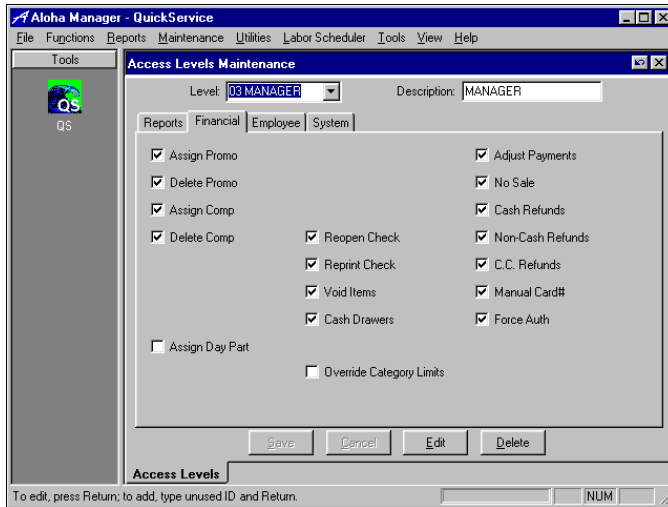 Aloha Manager - QuickService
File Functions Reports Maintenance Utilities Labor Scheduler Tools View Help
Tools
QS
QS
Access Levels Maintenance
Level: 03 MANAGER Description: MANAGER
Reports Financial Employee System
Assign Promo Adjust Payments
Delete Promo No Sale
Assign Comp Cash Refunds
Delete Comp Reopen Check Non-Cash Refunds
Reprint Check C.C. Refunds
Void Items Manual Card#
Cash Drawers Force Auth
Assign Day Part
Override Category Limits
Save Cancel Edit Delete
Access Levels
To edit, press Return; to add, type unused ID and Return. NUM